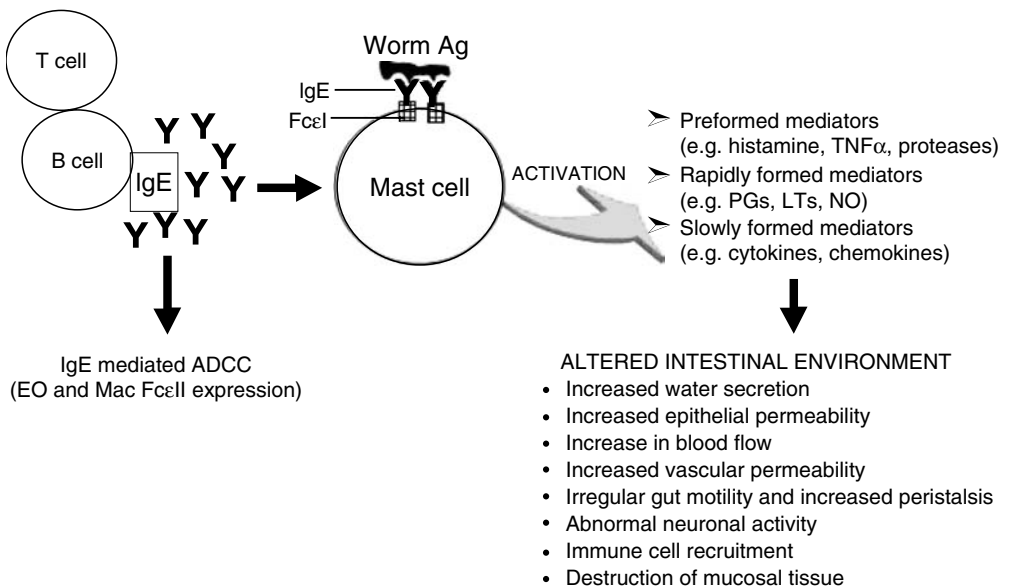 T cell
B cell
IgE
Worm Ag
IgE
FcεI
Mast cell
ACTIVATION
Preformed mediators
(e.g. histamine, TNFα, proteases)
Rapidly formed mediators
(e.g. PGs, LTs, NO)
Slowly formed mediators
(e.g. cytokines, chemokines)
IgE mediated ADCC
(EO and Mac FcεII expression)
ALTERED INTESTINAL ENVIRONMENT
• Increased water secretion
• Increased epithelial permeability
• Increase in blood flow
• Increased vascular permeability
• Irregular gut motility and increased peristalsis
• Abnormal neuronal activity
• Immune cell recruitment
• Destruction of mucosal tissue